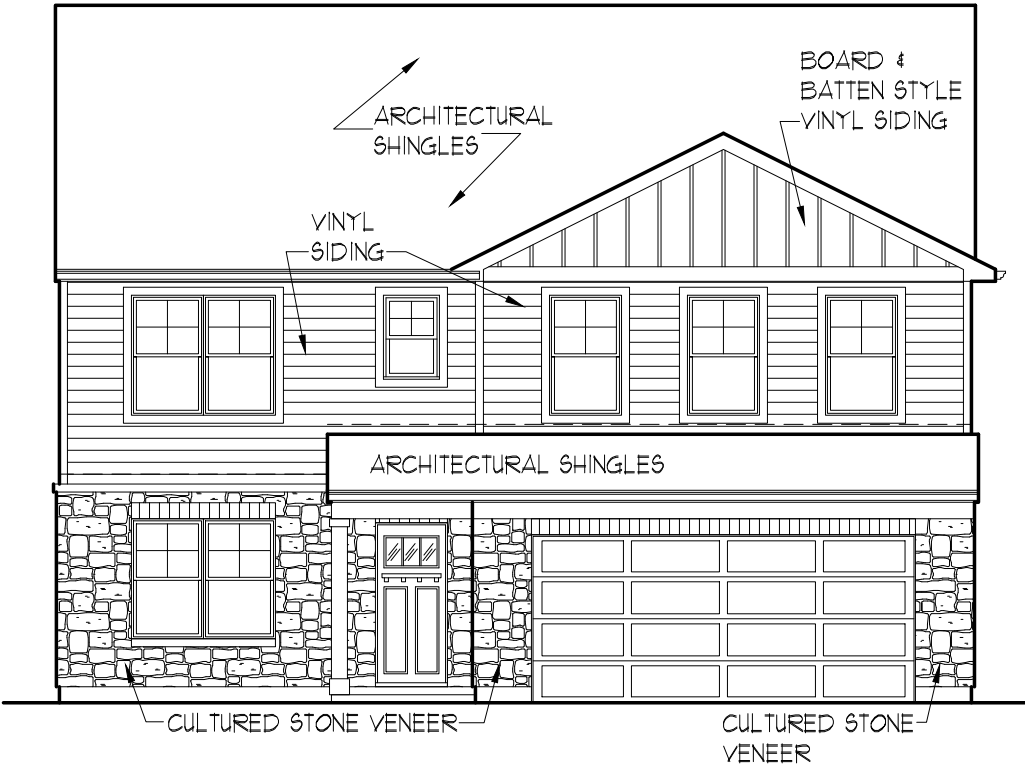 BOARD &
BATTEN STYLE
VINYL SIDING
ARCHITECTURAL
SHINGLES
VINYL
SIDING
ARCHITECTURAL SHINGLES
CULTURED STONE VENEER
CULTURED STONE
VENEER